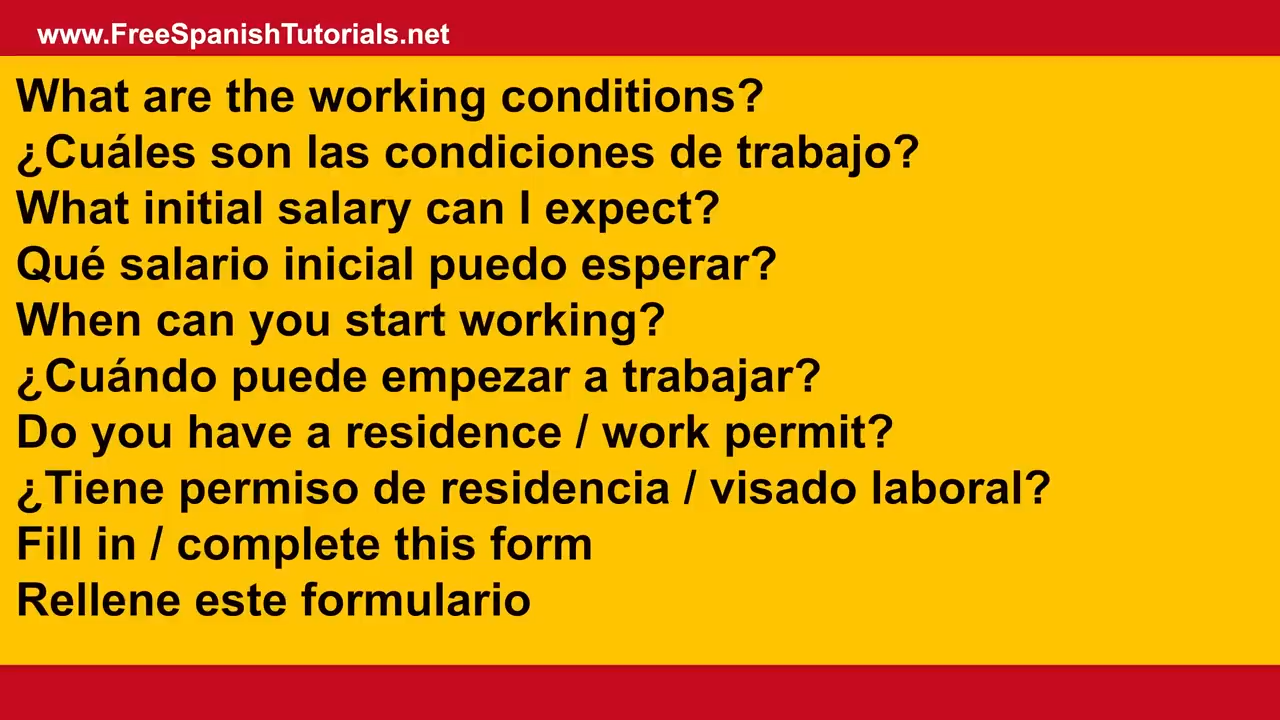 www.FreeSpanishTutorials.net
What are the working conditions?
¿Cuáles son las condiciones de trabajo?
What initial salary can I expect?
Qué salario inicial puedo esperar?
When can you start working?
¿Cuándo puede empezar a trabajar?
Do you have a residence / work permit?
¿Tiene permiso de residencia / visado laboral?
Fill in / complete this form
Rellene este formulario